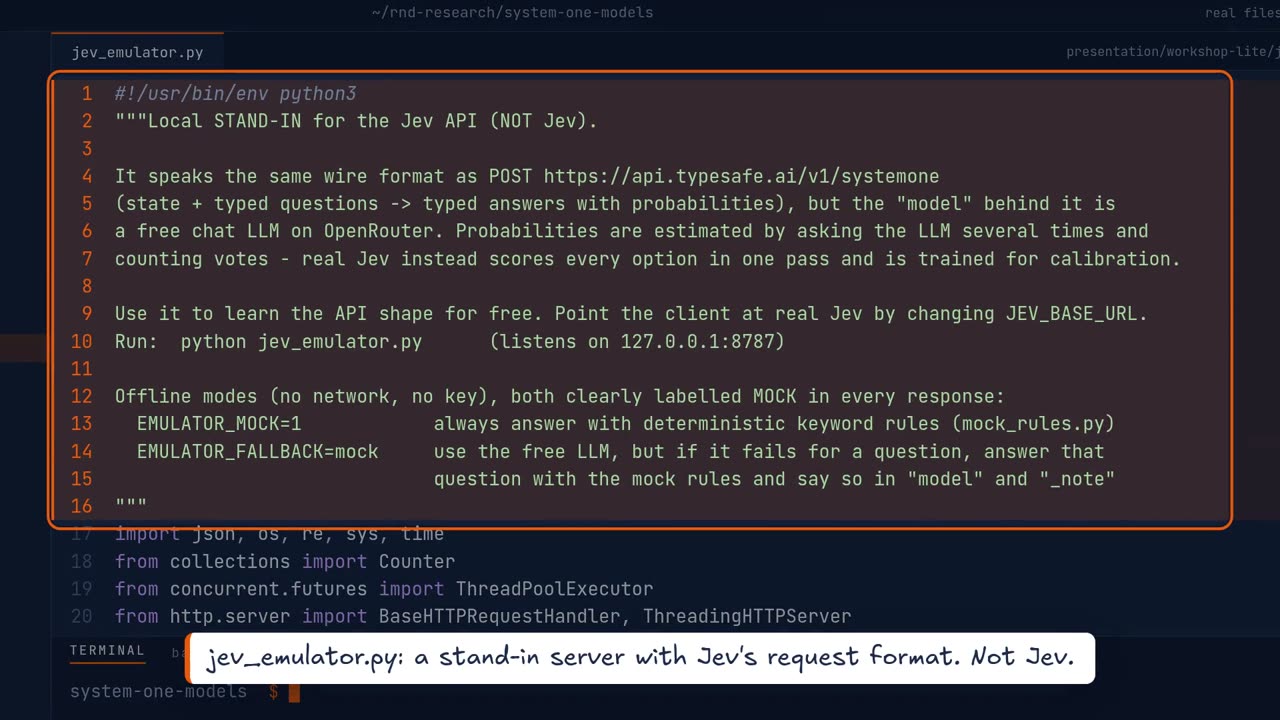 ~/rnd-research/system-one-models
real files
jev_emulator.py
presentation/workshop-lite/j
1 #!/usr/bin/env python3
2 """Local STAND-IN for the Jev API (NOT Jev).
3
4 It speaks the same wire format as POST https://api.typesafe.ai/v1/systemone
5 (state + typed questions -> typed answers with probabilities), but the "model" behind it is
6 a free chat LLM on OpenRouter. Probabilities are estimated by asking the LLM several times and
7 counting votes - real Jev instead scores every option in one pass and is trained for calibration.
8
9 Use it to learn the API shape for free. Point the client at real Jev by changing JEV_BASE_URL.
10 Run:  python jev_emulator.py      (listens on 127.0.0.1:8787)
11
12 Offline modes (no network, no key), both clearly labelled MOCK in every response:
13   EMULATOR_MOCK=1            always answer with deterministic keyword rules (mock_rules.py)
14   EMULATOR_FALLBACK=mock     use the free LLM, but if it fails for a question, answer that
15                              question with the mock rules and say so in "model" and "_note"
16 """
17 import json, os, re, sys, time
18 from collections import Counter
19 from concurrent.futures import ThreadPoolExecutor
20 from http.server import BaseHTTPRequestHandler, ThreadingHTTPServer
TERMINAL
jev_emulator.py: a stand-in server with Jev's request format. Not Jev.
system-one-models $